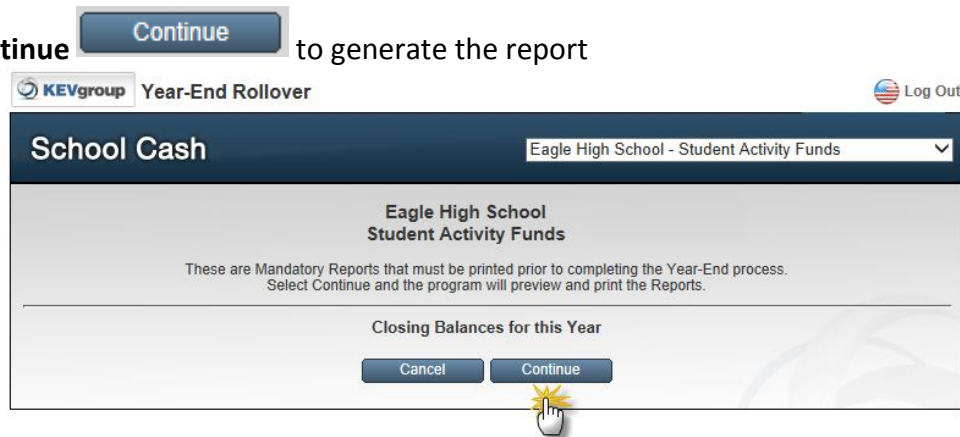 tinue Continue to generate the report
KEVgroup Year-End Rollover Log Out
School Cash Eagle High School - Student Activity Funds
Eagle High School
Student Activity Funds
These are Mandatory Reports that must be printed prior to completing the Year-End process.
Select Continue and the program will preview and print the Reports.
Closing Balances for this Year
Cancel Continue